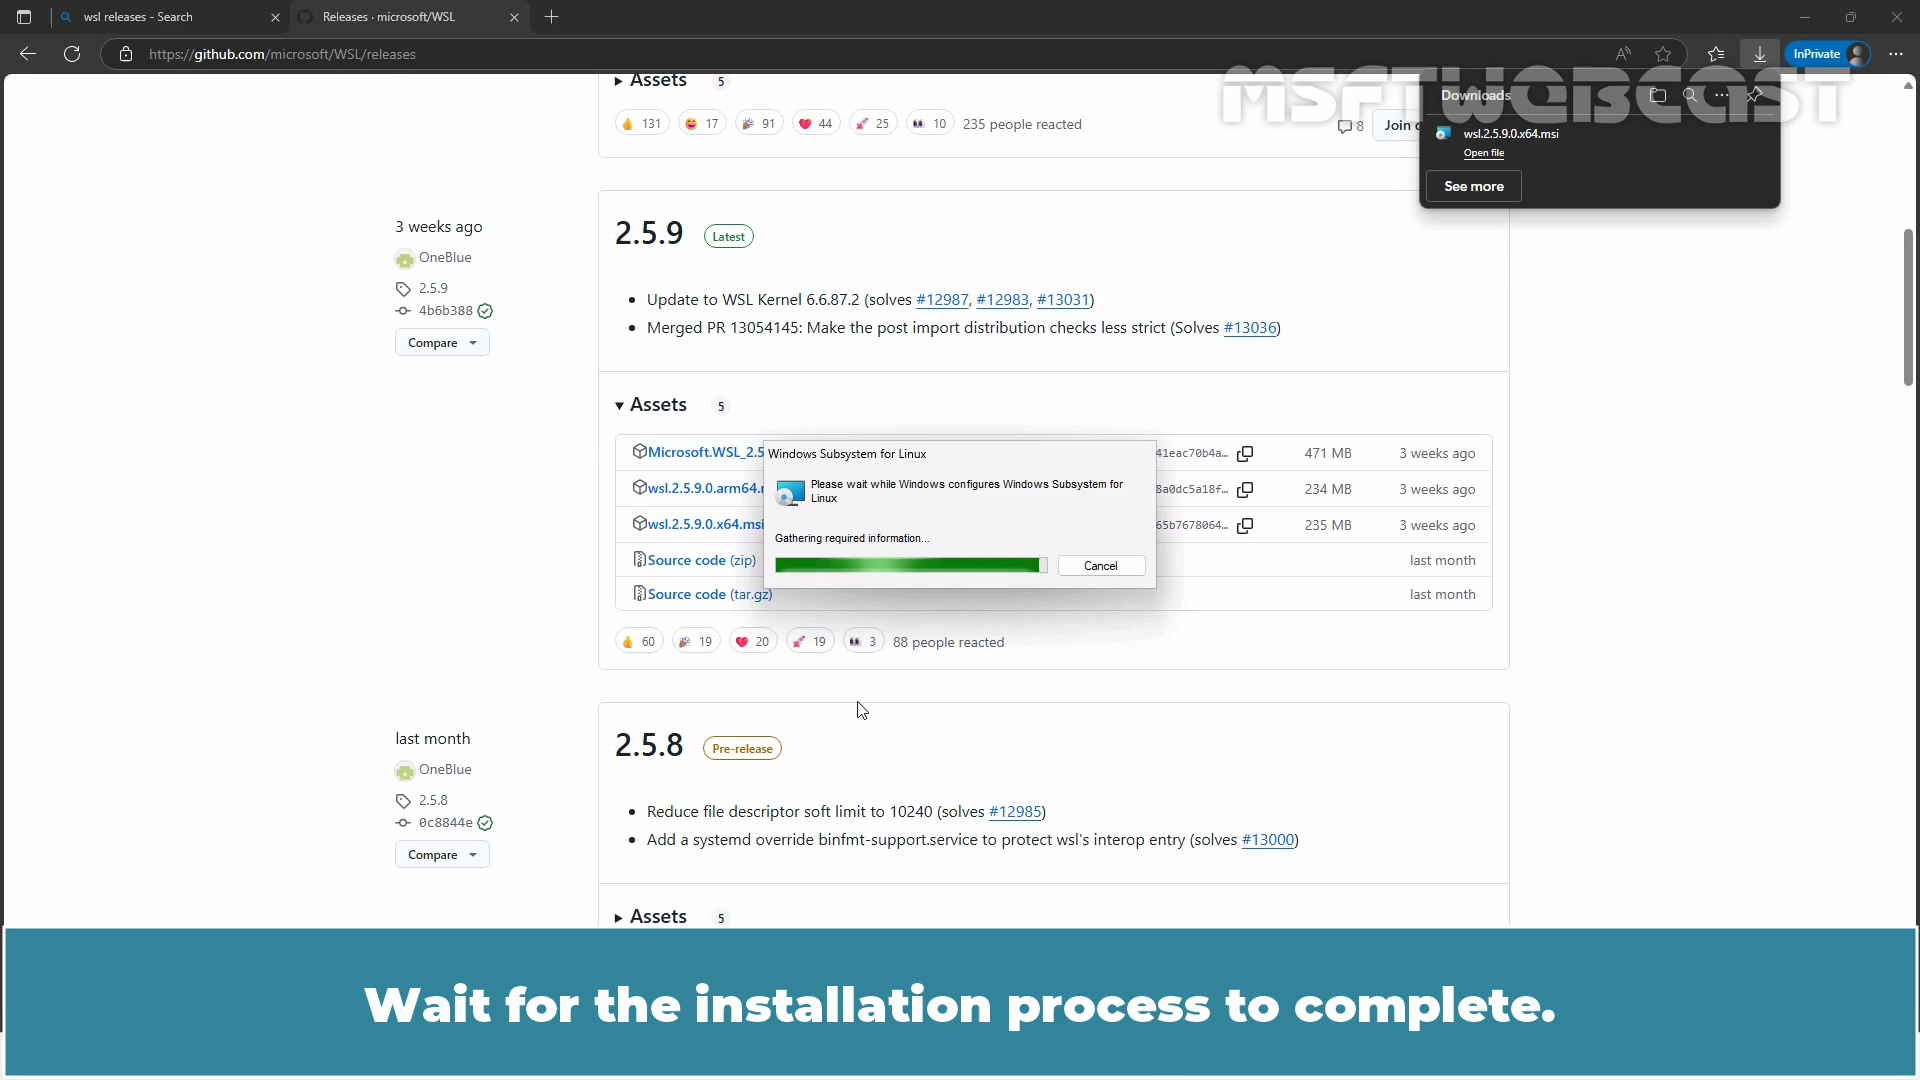 wsl releases - Search
Releases · microsoft/WSL
https://github.com/microsoft/WSL/releases
InPrivate
MSFTWEBCAST
Downloads
wsl.2.5.9.0.x64.msi
Open file
See more
Assets 5
131 17 91 44 25 10 235 people reacted
8 Join
3 weeks ago
OneBlue
2.5.9
4b6b388
Compare
2.5.9 Latest
Update to WSL Kernel 6.6.87.2 (solves #12987, #12983, #13031)
Merged PR 13054145: Make the post import distribution checks less strict (Solves #13036)
Assets 5
Microsoft.WSL_2.5 41eac70b4a... 471 MB 3 weeks ago
wsl.2.5.9.0.arm64. 8a0dc5a18f... 234 MB 3 weeks ago
wsl.2.5.9.0.x64.msi 65b7678064... 235 MB 3 weeks ago
Source code (zip) last month
Source code (tar.gz) last month
60 19 20 19 3 88 people reacted
Windows Subsystem for Linux
Please wait while Windows configures Windows Subsystem for
Linux
Gathering required information...
Cancel
last month
OneBlue
2.5.8
0c8844e
Compare
2.5.8 Pre-release
Reduce file descriptor soft limit to 10240 (solves #12985)
Add a systemd override binfmt-support.service to protect wsl's interop entry (solves #13000)
Assets 5
Wait for the installation process to complete.